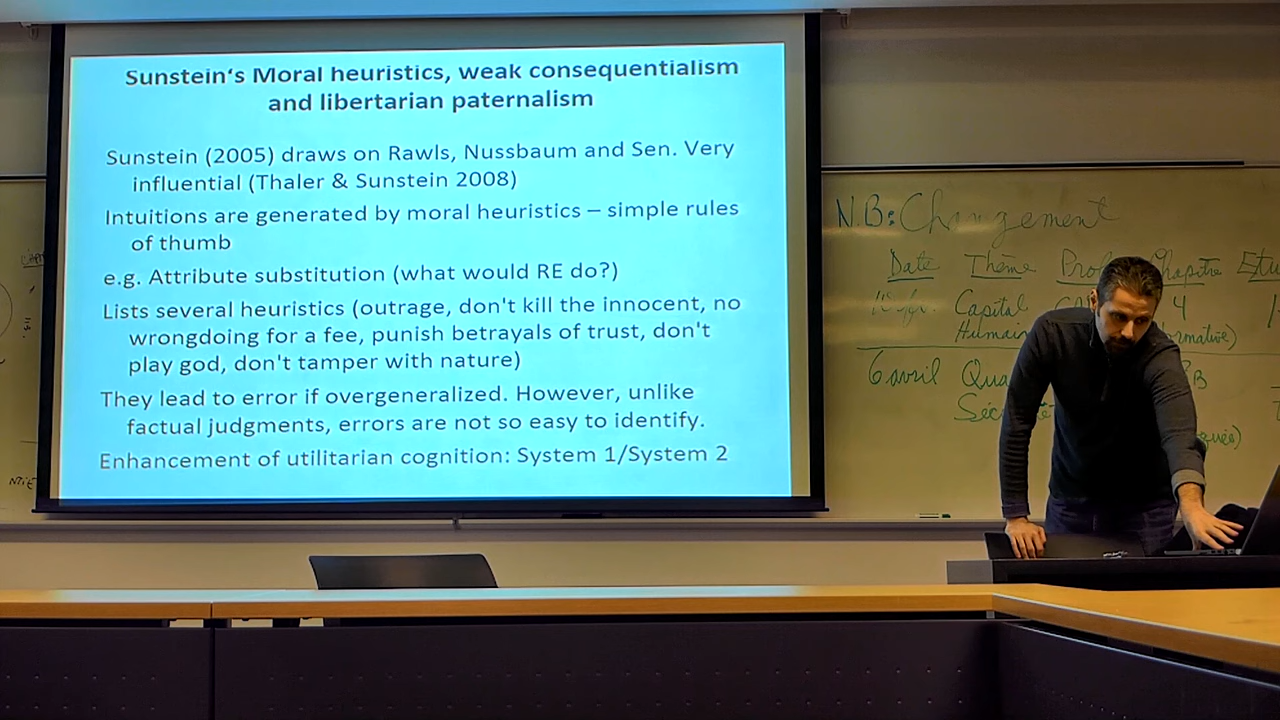 Sunstein‘s Moral heuristics, weak consequentialism
and libertarian paternalism
Sunstein (2005) draws on Rawls, Nussbaum and Sen. Very
influential (Thaler & Sunstein 2008)
Intuitions are generated by moral heuristics – simple rules
of thumb
e.g. Attribute substitution (what would RE do?)
Lists several heuristics (outrage, don't kill the innocent, no
wrongdoing for a fee, punish betrayals of trust, don't
play god, don't tamper with nature)
They lead to error if overgeneralized. However, unlike
factual judgments, errors are not so easy to identify.
Enhancement of utilitarian cognition: System 1/System 2
N.B: Changement
Date Thème Chapitre
Capital 4
Humain
6 avril